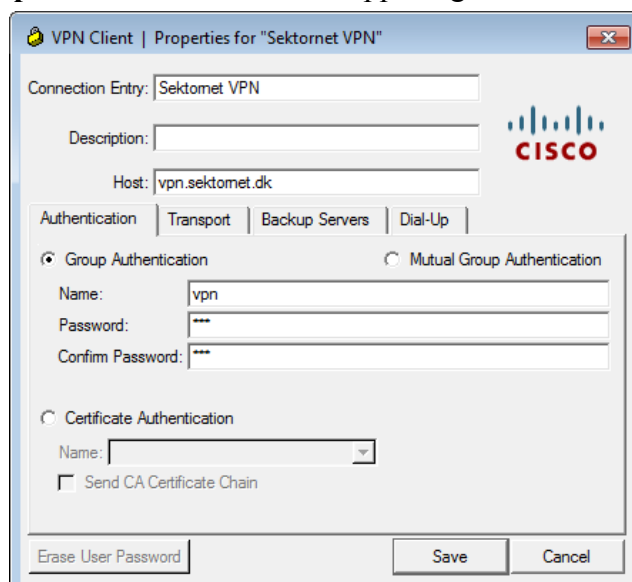 VPN Client | Properties for "Sektornet VPN"
Connection Entry: Sektornet VPN
Description:
CISCO
Host: vpn.sektornet.dk
Authentication Transport Backup Servers Dial-Up
Group Authentication Mutual Group Authentication
Name: vpn
Password: ***
Confirm Password: ***
Certificate Authentication
Name:
Send CA Certificate Chain
Erase User Password Save Cancel